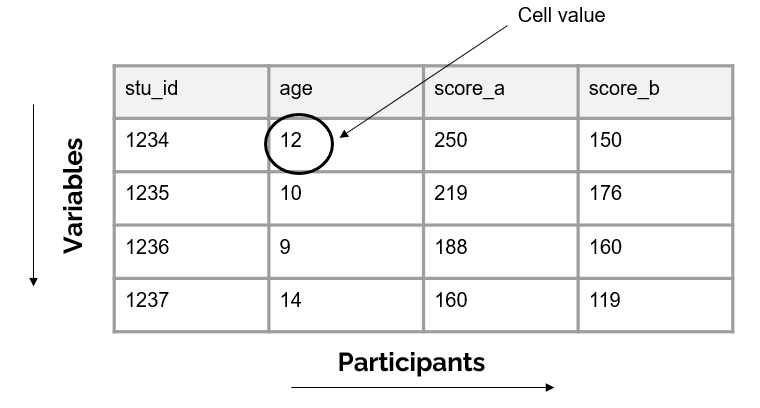 Cell value
stu_id age score_a score_b
1234 12 250 150
1235 10 219 176
1236 9 188 160
1237 14 160 119
Variables
Participants